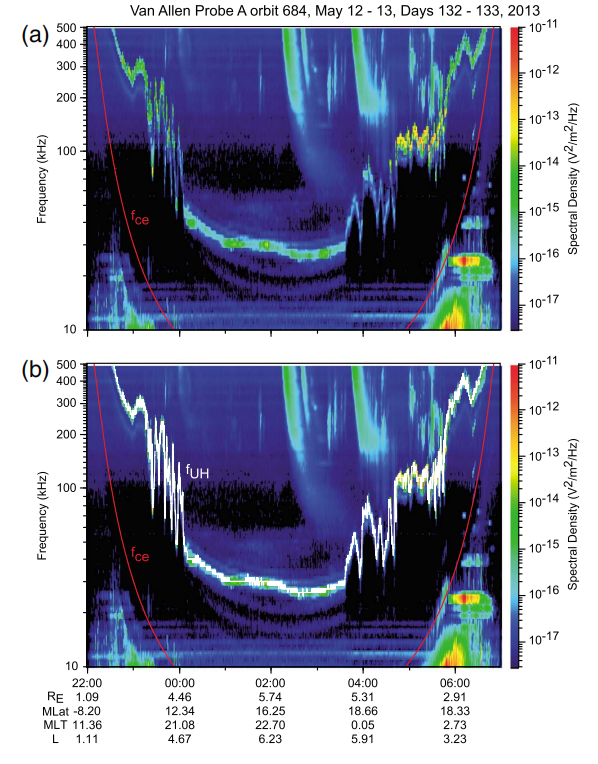 Van Allen Probe A orbit 684, May 12 - 13, Days 132 - 133, 2013
(a)
500
400
300
200
100
10
Frequency (kHz)
fce
10-11
10-12
10-13
10-14
10-15
10-16
10-17
Spectral Density (V2/m2/Hz)
(b)
500
400
300
200
100
10
Frequency (kHz)
fUH
fce
10-11
10-12
10-13
10-14
10-15
10-16
10-17
Spectral Density (V2/m2/Hz)
22:00 00:00 02:00 04:00 06:00
RE 1.09 4.46 5.74 5.31 2.91
MLat -8.20 12.34 16.25 18.66 18.33
MLT 11.36 21.08 22.70 0.05 2.73
L 1.11 4.67 6.23 5.91 3.23